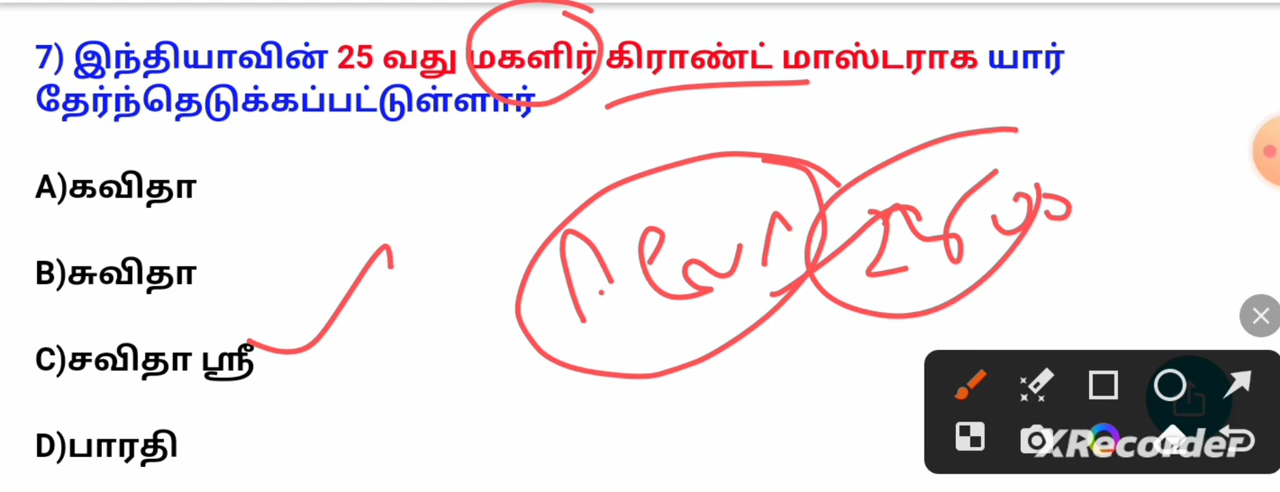 7) இந்தியாவின் 25 வது மகளிர் கிராண்ட் மாஸ்டராக யார்
தேர்ந்தெடுக்கப்பட்டுள்ளார்
A)கவிதா
B)சுவிதா
C)சவிதா ஸ்ரீ
D)பாரதி
XRecorder